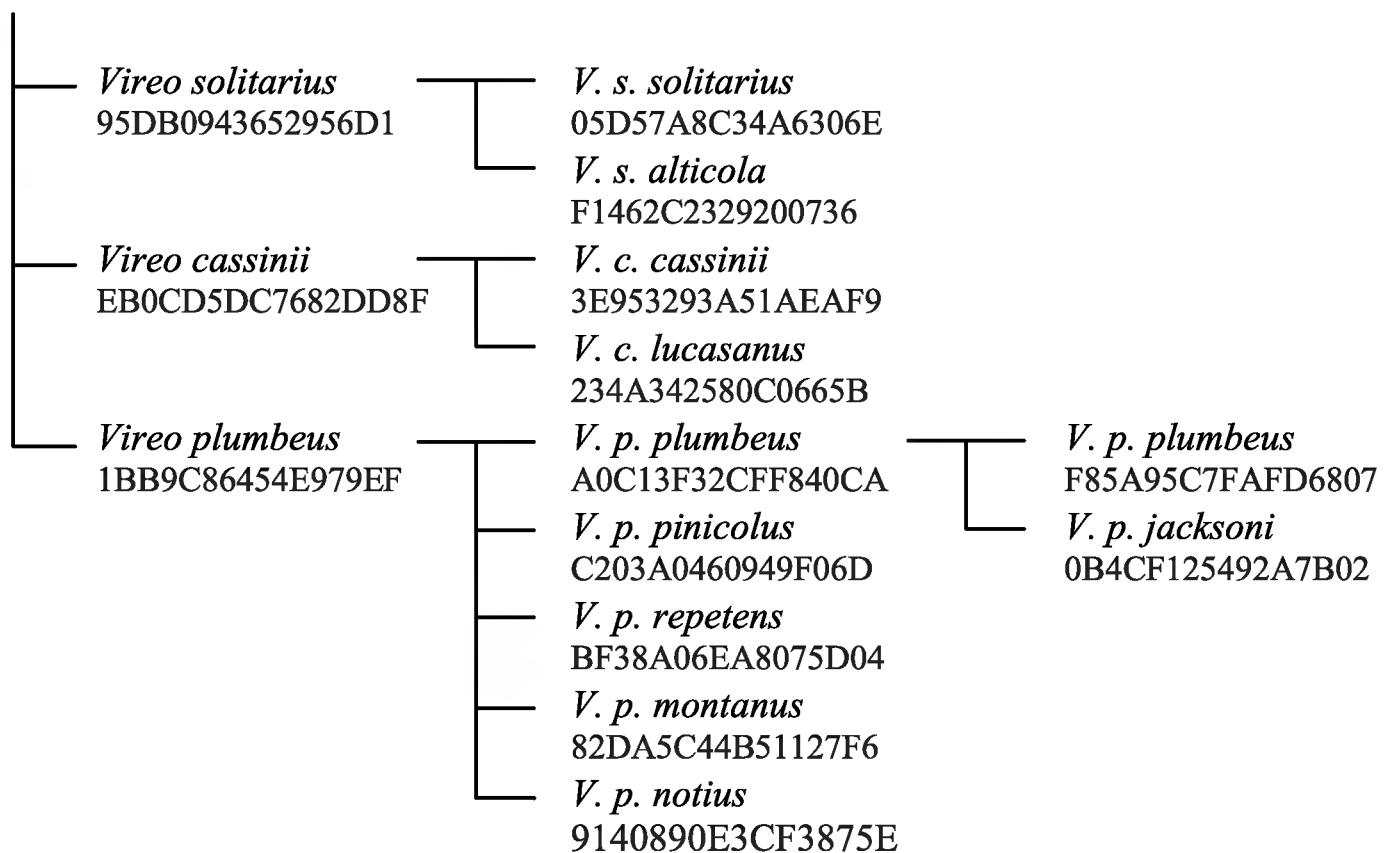 Vireo solitarius
95DB0943652956D1
V. s. solitarius
05D57A8C34A6306E
V. s. alticola
F1462C2329200736
Vireo cassinii
EB0CD5DC7682DD8F
V. c. cassinii
3E953293A51AEAF9
V. c. lucasanus
234A342580C0665B
Vireo plumbeus
1BB9C86454E979EF
V. p. plumbeus
A0C13F32CFF840CA
V. p. plumbeus
F85A95C7FAFD6807
V. p. jacksoni
0B4CF125492A7B02
V. p. pinicolus
C203A0460949F06D
V. p. repetens
BF38A06EA8075D04
V. p. montanus
82DA5C44B51127F6
V. p. notius
9140890E3CF3875E